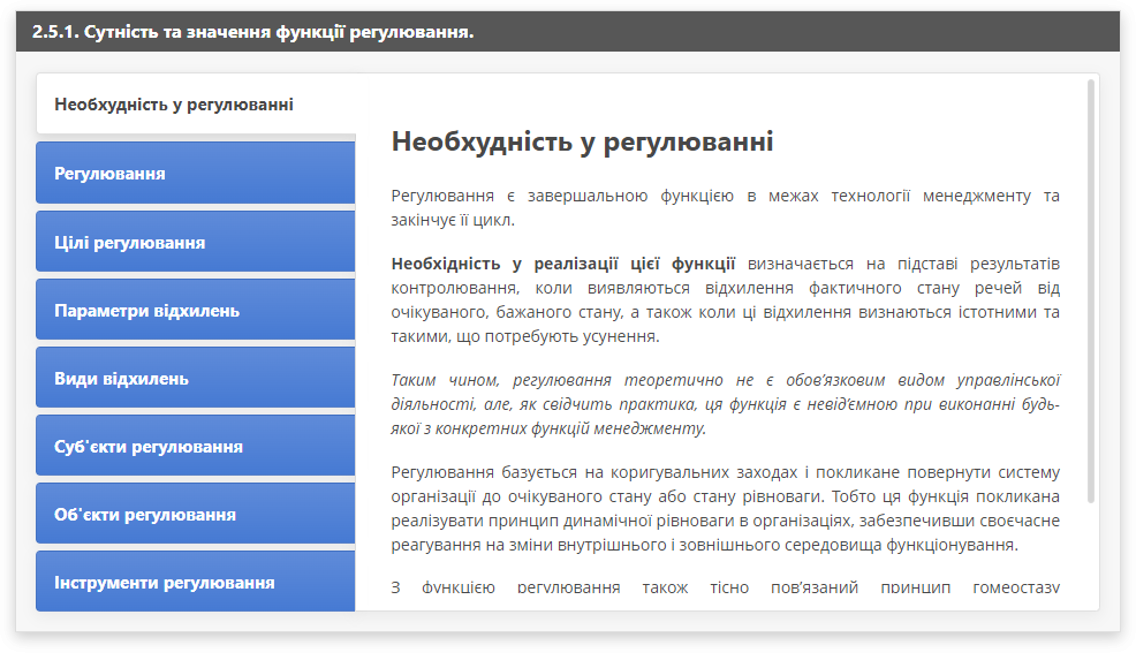 2.5.1. Сутність та значення функції регулювання.
Необхудність у регулюванні
Регулювання
Цілі регулювання
Параметри відхилень
Види відхилень
Суб'єкти регулювання
Об'єкти регулювання
Інструменти регулювання
Необхудність у регулюванні
Регулювання є завершальною функцією в межах технології менеджменту та
закінчує її цикл.
Необхідність у реалізації цієї функції визначається на підставі результатів
контролювання, коли виявляються відхилення фактичного стану речей від
очікуваного, бажаного стану, а також коли ці відхилення визнаються істотними та
такими, що потребують усунення.
Таким чином, регулювання теоретично не є обов’язковим видом управлінської
діяльності, але, як свідчить практика, ця функція є невід’ємною при виконанні будь-
якої з конкретних функцій менеджменту.
Регулювання базується на коригувальних заходах і покликане повернути систему
організації до очікуваного стану або стану рівноваги. Тобто ця функція покликана
реалізувати принцип динамічної рівноваги в організаціях, забезпечивши своєчасне
реагування на зміни внутрішнього і зовнішнього середовища функціонування.
З функцією регулювання також тісно пов’язаний принцип гомеостазу